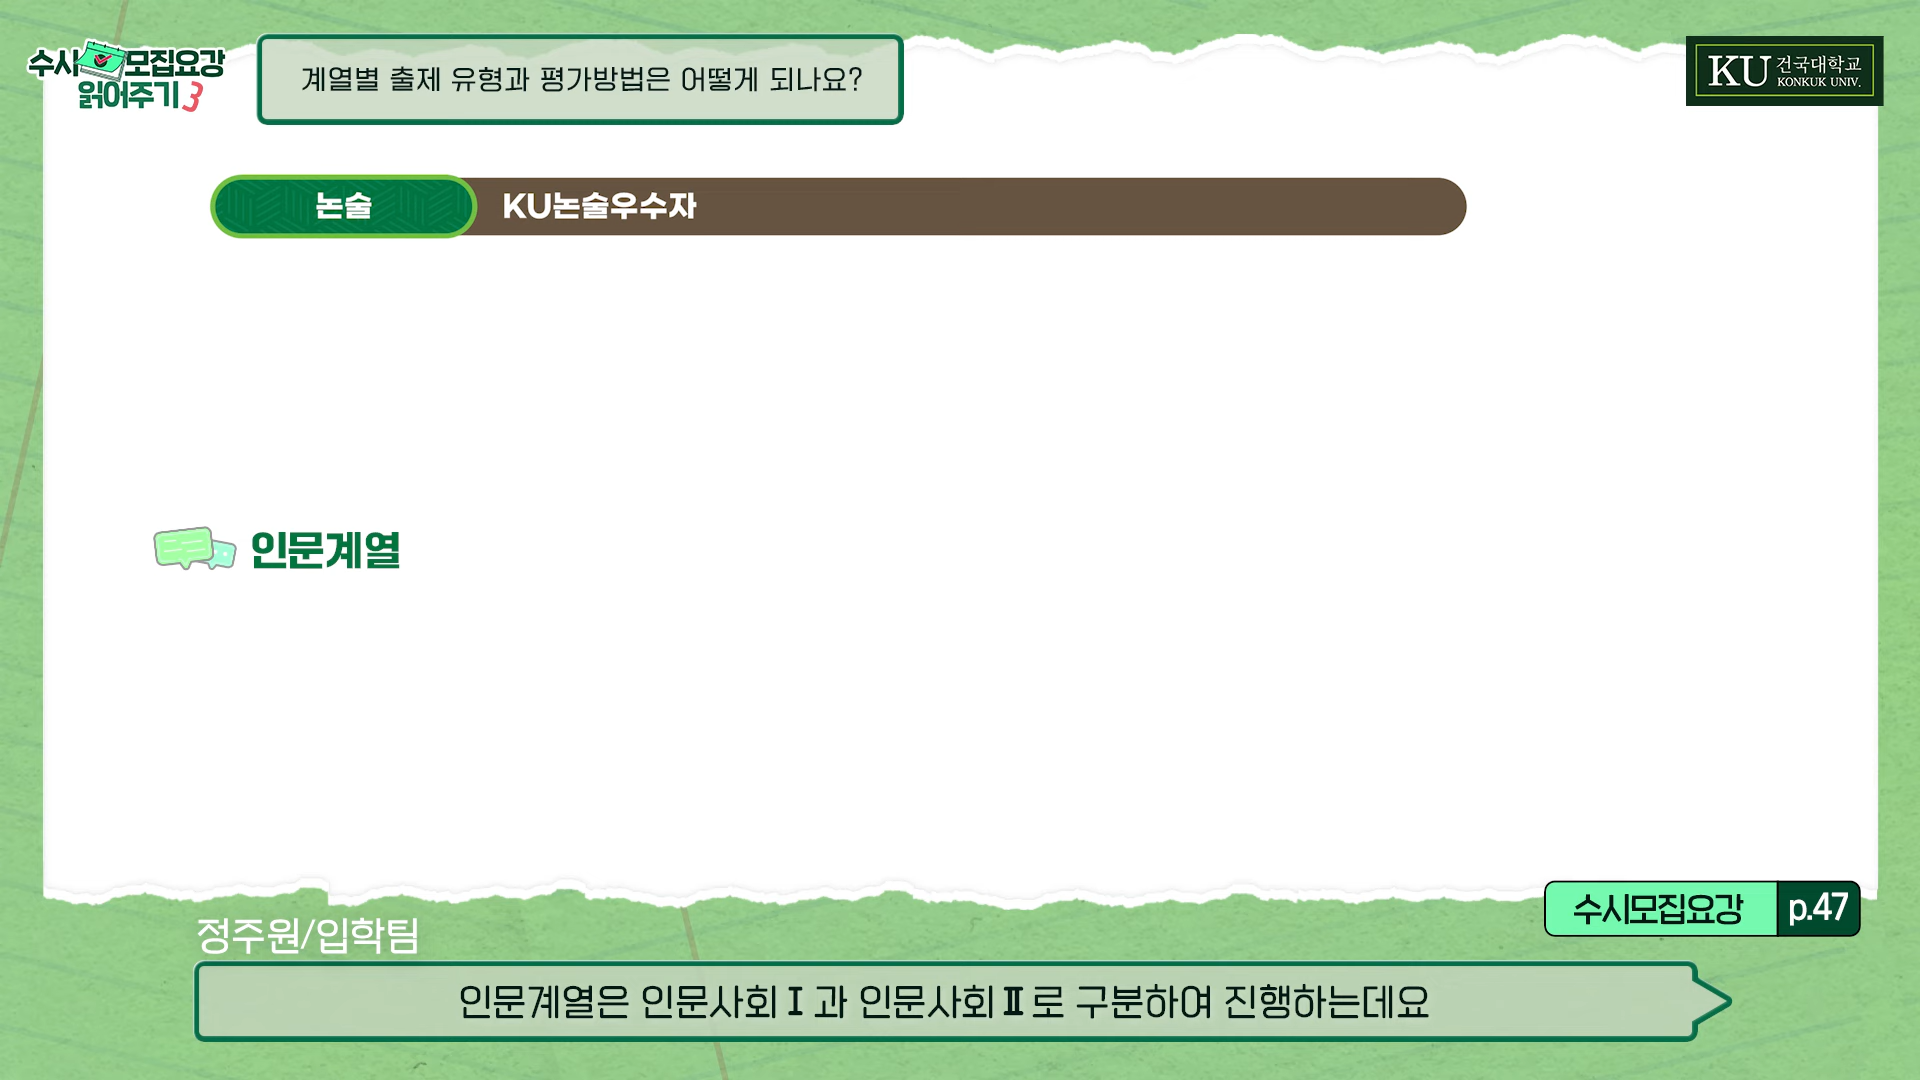 수시모집요강
읽어주기3
계열별 출제 유형과 평가방법은 어떻게 되나요?
KU 건국대학교
KONKUK UNIV.
논술 KU논술우수자
인문계열
수시모집요강 p.47
정주원/입학팀
인문계열은 인문사회Ⅰ과 인문사회Ⅱ로 구분하여 진행하는데요